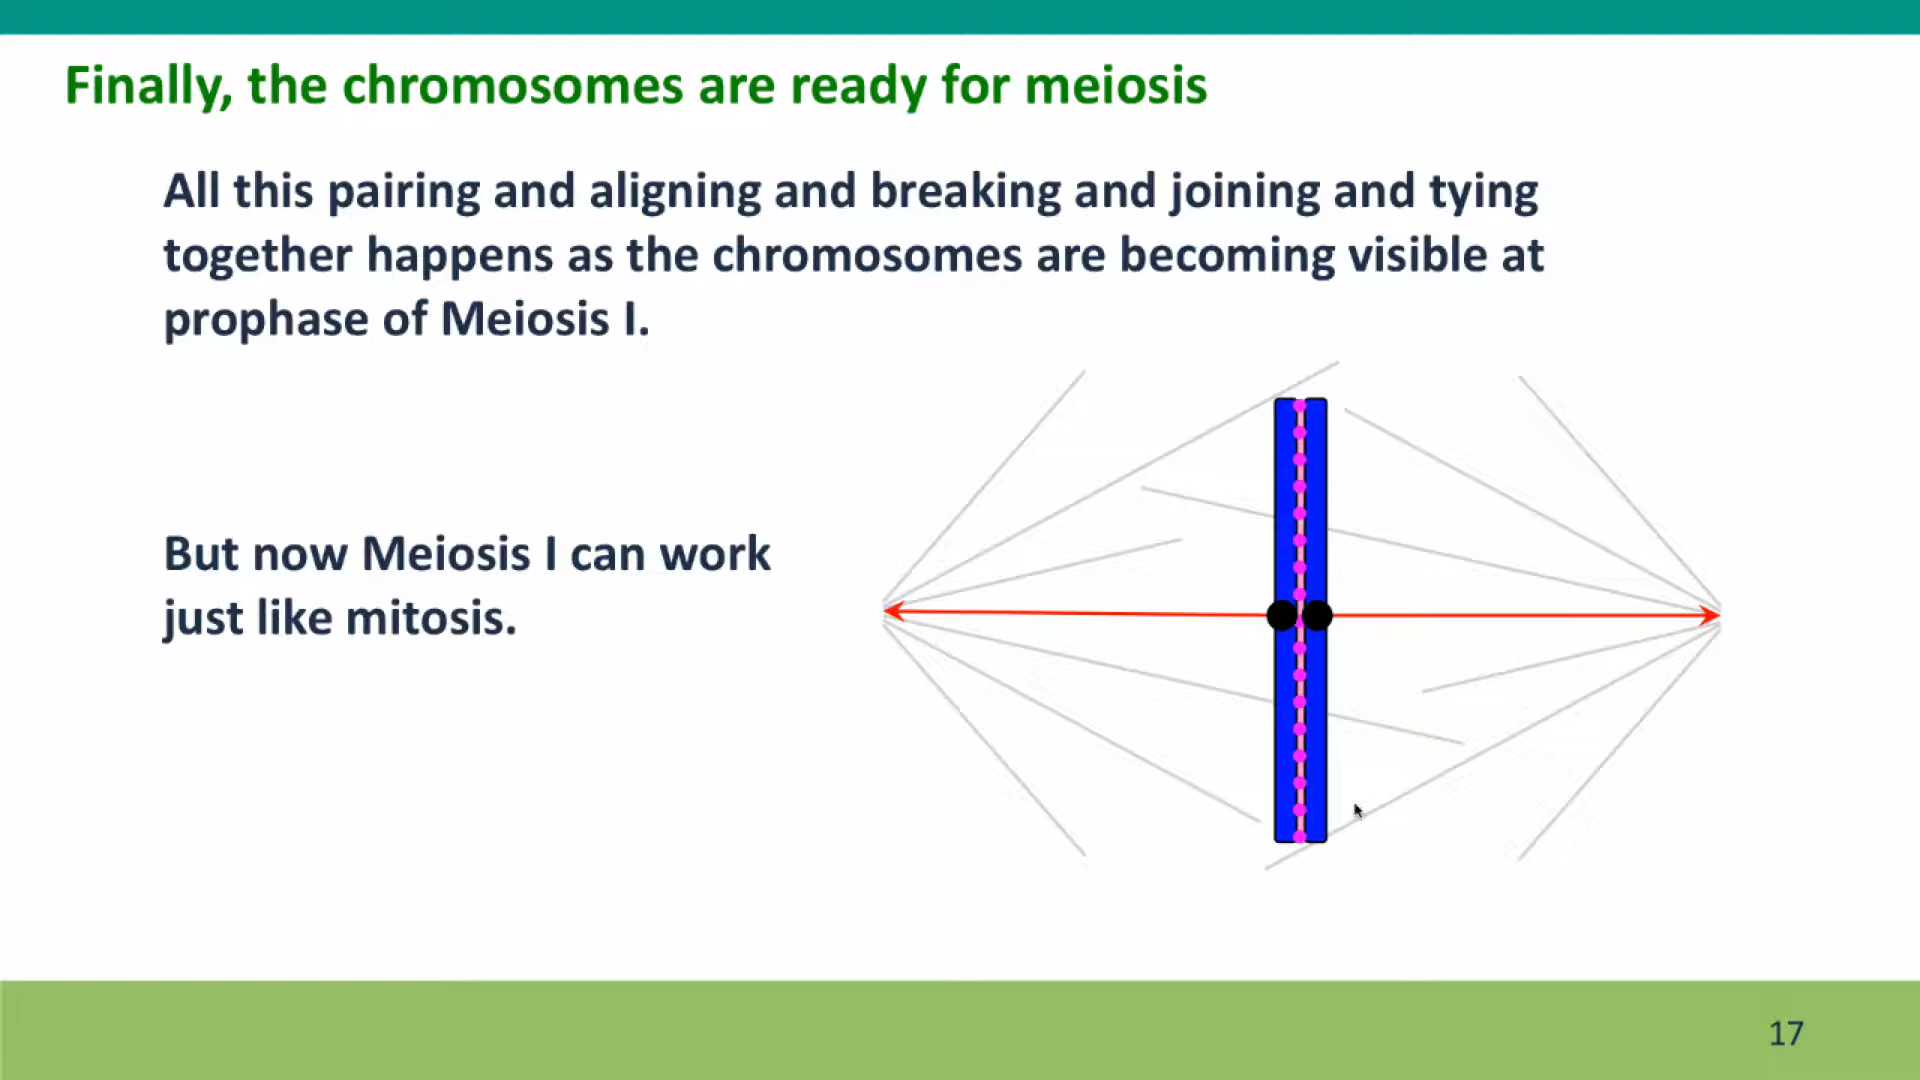 Finally, the chromosomes are ready for meiosis
All this pairing and aligning and breaking and joining and tying
together happens as the chromosomes are becoming visible at
prophase of Meiosis I.
But now Meiosis I can work
just like mitosis.
17